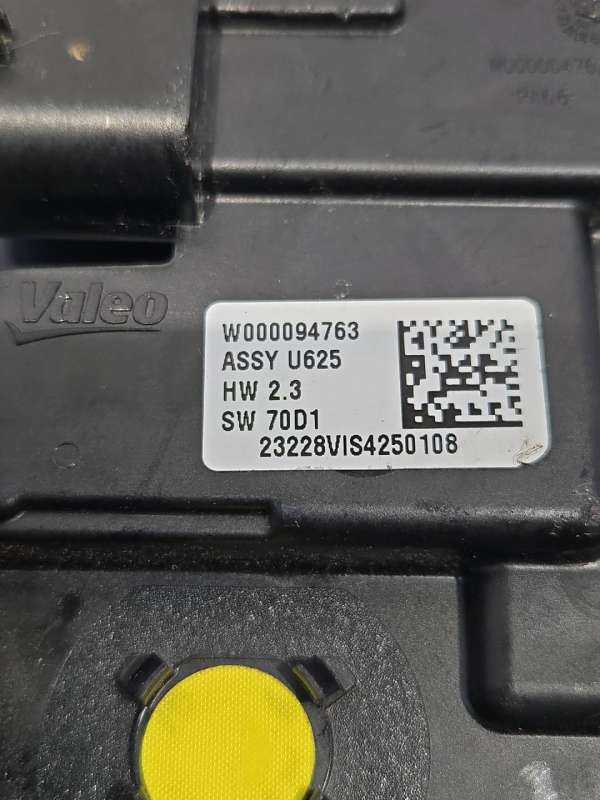 Valeo
W000094763
ASSY U625
HW 2.3
SW 70D1
23228VIS4250108